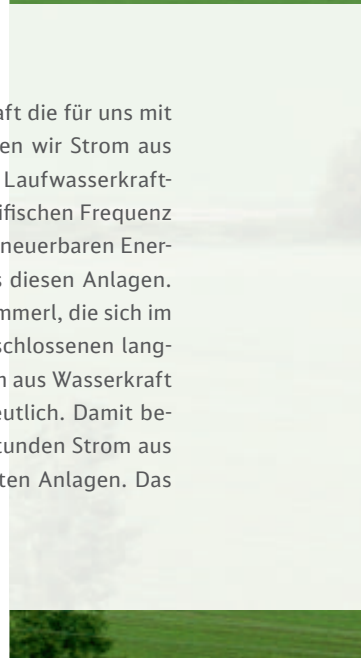 aft die für uns mit
en wir Strom aus
Laufwasserkraft-
ifischen Frequenz
neuerbaren Ener-
s diesen Anlagen.
mmerl, die sich im
schlossenen lang-
m aus Wasserkraft
eutlich. Damit be-
tunden Strom aus
ten Anlagen. Das